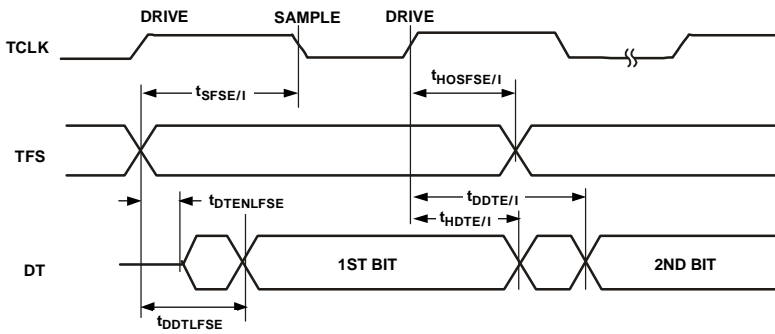 DRIVE SAMPLE DRIVE
TCLK
tSFSE/I
tHOSFSE/I
TFS
tDTENLFSE
tDDTE/I
tHDTE/I
DT
1ST BIT
2ND BIT
tDDTLFSE